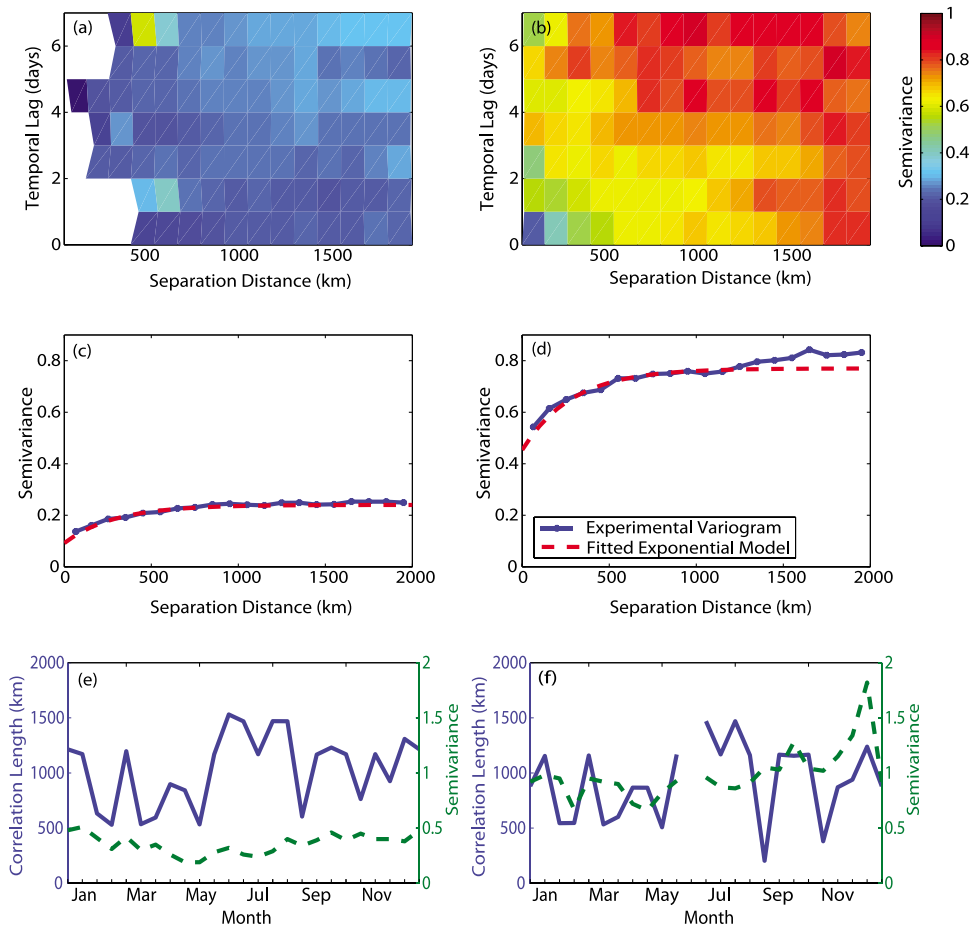 (a)
Temporal Lag (days)
6
4
2
0
500
1000
1500
Separation Distance (km)
(b)
Temporal Lag (days)
6
4
2
0
500
1000
1500
Separation Distance (km)
Semivariance
1
0.8
0.6
0.4
0.2
0
(c)
Semivariance
0.8
0.6
0.4
0.2
0
0
500
1000
1500
2000
Separation Distance (km)
(d)
0.8
0.6
0.4
0.2
0
Experimental Variogram
Fitted Exponential Model
0
500
1000
1500
2000
Separation Distance (km)
(e)
Correlation Length (km)
2000
1500
1000
500
0
Semivariance
2
1.5
1
0.5
0
Jan
Mar
May
Jul
Sep
Nov
Month
(f)
Correlation Length (km)
2000
1500
1000
500
0
Semivariance
2
1.5
1
0.5
0
Jan
Mar
May
Jul
Sep
Nov
Month